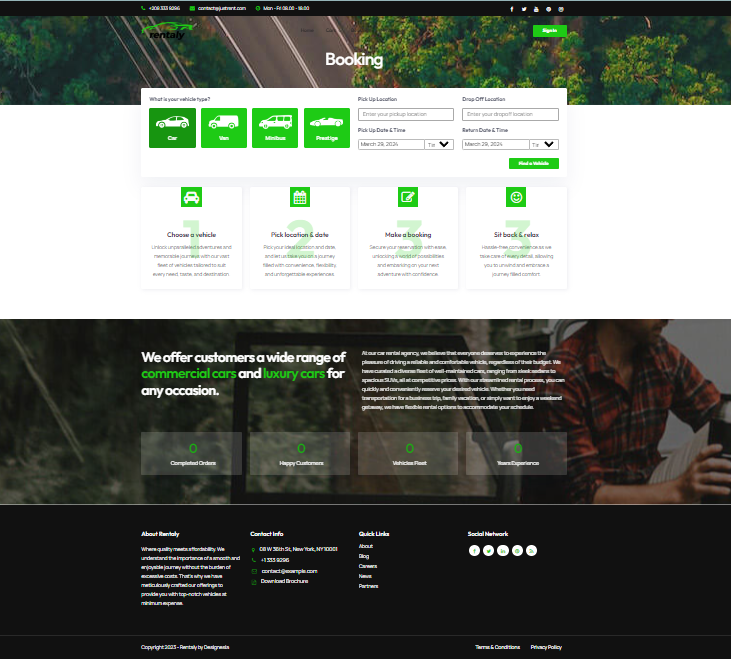 +208 333 9296
contact@justrent.com
Mon - Fri 08.00 - 18.00
rentaly
Home
Cars
Sign In
Booking
What is your vehicle type?
Car
Van
Minibus
Prestige
Pick Up Location
Enter your pickup location
Drop Off Location
Enter your dropoff location
Pick Up Date & Time
March 29, 2024
Return Date & Time
March 29, 2024
Find a Vehicle
1
Choose a vehicle
Unlock unparalleled adventures and
memorable journeys with our vast
fleet of vehicles tailored to suit
every need, taste, and destination.
2
Pick location & date
Pick your ideal location and date,
and let us take you on a journey
filled with convenience, flexibility,
and unforgettable experiences.
3
Make a booking
Secure your reservation with ease,
unlocking a world of possibilities
and embarking on your next
adventure with confidence.
3
Sit back & relax
Hassle-free convenience as we
take care of every detail, allowing
you to unwind and embrace a
journey filled comfort.
We offer customers a wide range of
commercial cars and luxury cars for
any occasion.
At our car rental agency, we believe that everyone deserves to experience the
pleasure of driving a reliable and comfortable vehicle, regardless of their budget. We
have curated a diverse fleet of well-maintained cars, ranging from sleek sedans to
spacious SUVs, all at competitive prices. With our streamlined rental process, you can
quickly and conveniently reserve your desired vehicle. Whether you need
transportation for a business trip, family vacation, or simply want to enjoy a weekend
getaway, we have flexible rental options to accommodate your schedule.
0
Completed Orders
0
Happy Customers
0
Vehicles Fleet
0
Years Experience
About Rentaly
Where quality meets affordability. We
understand the importance of a smooth and
enjoyable journey without the burden of
excessive costs. That's why we have
meticulously crafted our offerings to
provide you with top-notch vehicles at
minimum expense.
Contact Info
08 W 36th St, New York, NY 10001
+1 333 9296
contact@example.com
Download Brochure
Quick Links
About
Blog
Careers
News
Partners
Social Network
Copyright 2023 - Rentaly by Designesia
Terms & Conditions
Privacy Policy